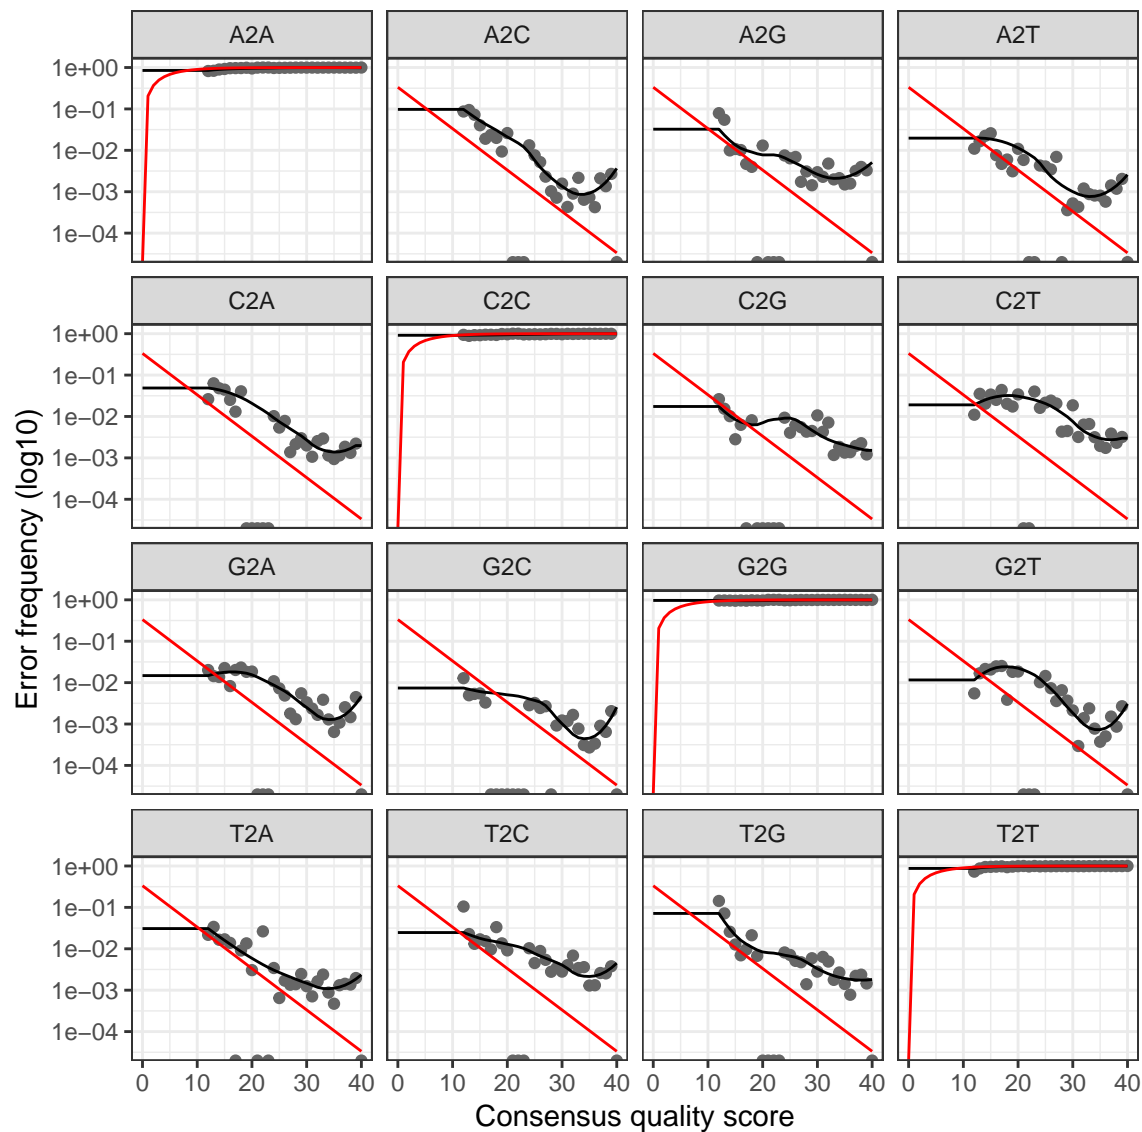 A2A A2C A2G A2T
1e+00
1e−01
1e−02
1e−03
1e−04
C2A C2C C2G C2T
1e+00
1e−01
1e−02
1e−03
1e−04
Error frequency (log10)
G2A G2C G2G G2T
1e+00
1e−01
1e−02
1e−03
1e−04
T2A T2C T2G T2T
1e+00
1e−01
1e−02
1e−03
1e−04
0 10 20 30 40 0 10 20 30 40 0 10 20 30 40 0 10 20 30 40
Consensus quality score